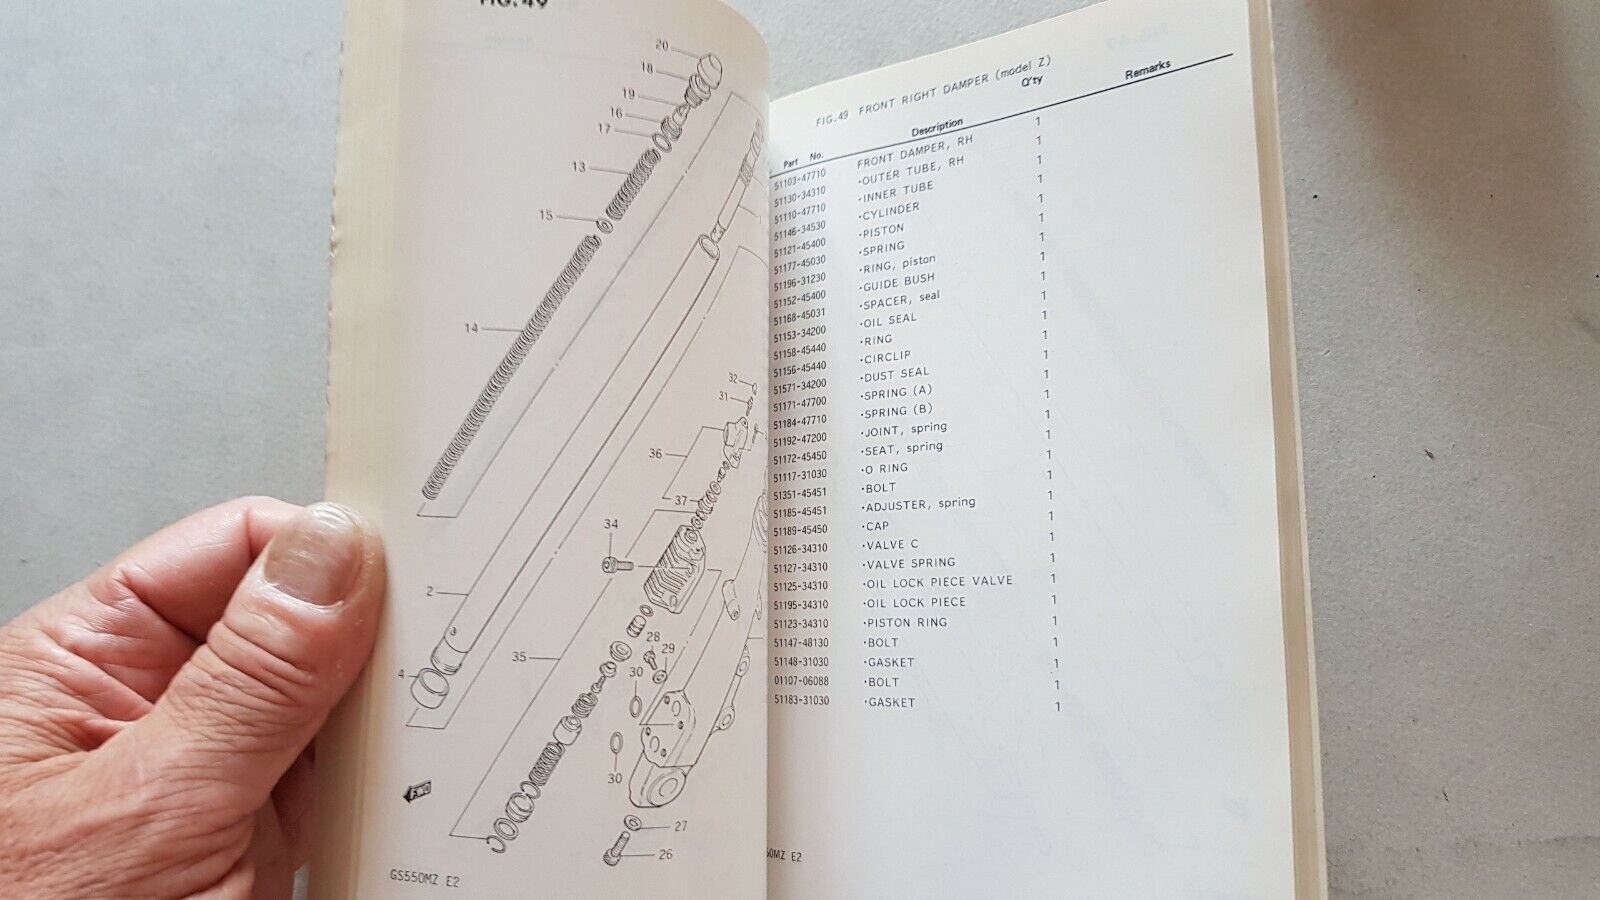 FIG.49
20
18
19
16
17
13
15
14
32
31
36
37
34
2
35
28
29
4
30
30
27
26
FWD
GS550MZ E2
FIG.49 FRONT RIGHT DAMPER (model Z)
Part No. Description Q'ty Remarks
51103-47710 FRONT DAMPER, RH 1
51130-34310 ·OUTER TUBE, RH 1
51110-47710 ·INNER TUBE 1
51146-34530 ·CYLINDER 1
51121-45400 ·PISTON 1
51177-45030 ·SPRING 1
51196-31230 ·RING, piston 1
51152-45400 ·GUIDE BUSH 1
51168-45031 ·SPACER, seal 1
51153-34200 ·OIL SEAL 1
51158-45440 ·RING 1
51156-45440 ·CIRCLIP 1
51571-34200 ·DUST SEAL 1
51171-47700 ·SPRING (A) 1
51184-47710 ·SPRING (B) 1
51192-47200 ·JOINT, spring 1
51172-45450 ·SEAT, spring 1
51117-31030 ·O RING 1
51351-45451 ·BOLT 1
51185-45451 ·ADJUSTER, spring 1
51189-45450 ·CAP 1
51126-34310 ·VALVE C 1
51127-34310 ·VALVE SPRING 1
51125-34310 ·OIL LOCK PIECE VALVE 1
51195-34310 ·OIL LOCK PIECE 1
51123-34310 ·PISTON RING 1
51147-48130 ·BOLT 1
51148-31030 ·GASKET 1
01107-06088 ·BOLT 1
51183-31030 ·GASKET 1
50MZ E2